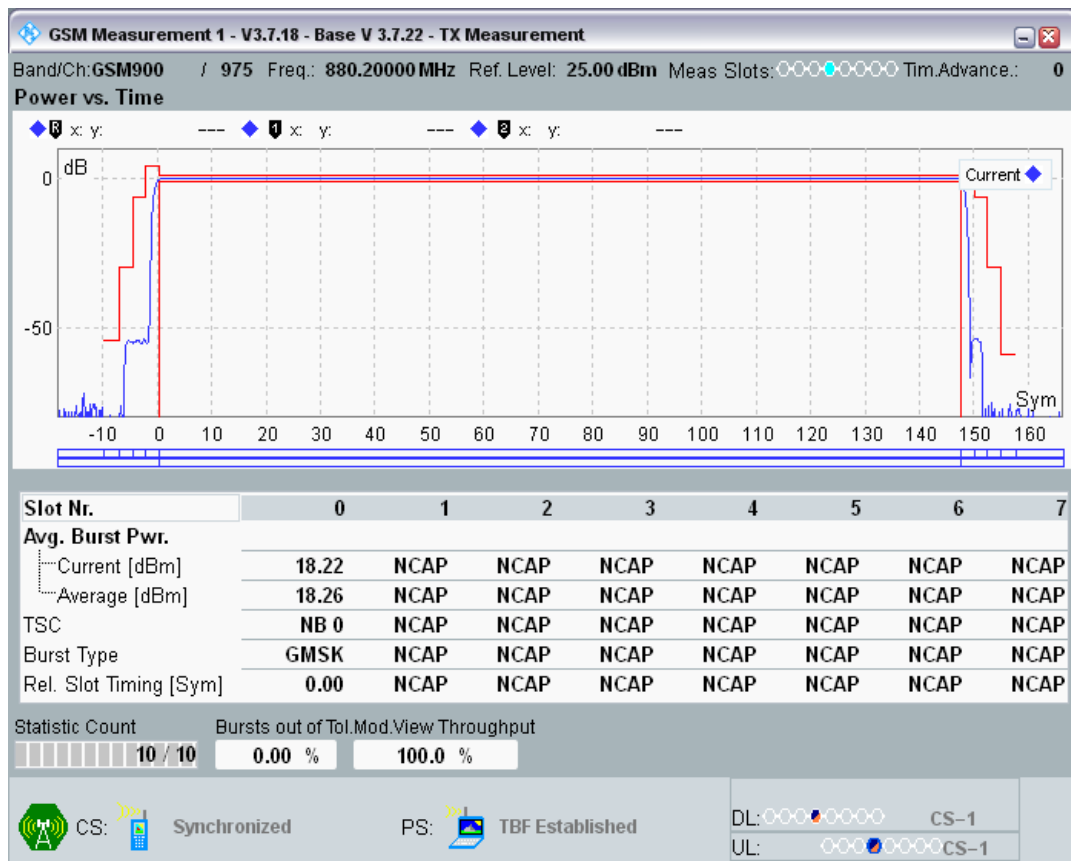 GSM Measurement 1 - V3.7.18 - Base V 3.7.22 - TX Measurement
Band/Ch:GSM900 / 975 Freq.: 880.20000 MHz Ref. Level: 25.00 dBm Meas Slots: Tim.Advance.: 0
Power vs. Time
R x: y: --- 1 x: y: --- 2 x: y: ---
dB
0
Current
-50
Sym
-10 0 10 20 30 40 50 60 70 80 90 100 110 120 130 140 150 160
Slot Nr. 0 1 2 3 4 5 6 7
Avg. Burst Pwr.
Current [dBm] 18.22 NCAP NCAP NCAP NCAP NCAP NCAP NCAP
Average [dBm] 18.26 NCAP NCAP NCAP NCAP NCAP NCAP NCAP
TSC NB 0 NCAP NCAP NCAP NCAP NCAP NCAP NCAP
Burst Type GMSK NCAP NCAP NCAP NCAP NCAP NCAP NCAP
Rel. Slot Timing [Sym] 0.00 NCAP NCAP NCAP NCAP NCAP NCAP NCAP
Statistic Count Bursts out of Tol.Mod.View Throughput
10 / 10 0.00 % 100.0 %
CS: Synchronized PS: TBF Established
DL: CS-1
UL: CS-1